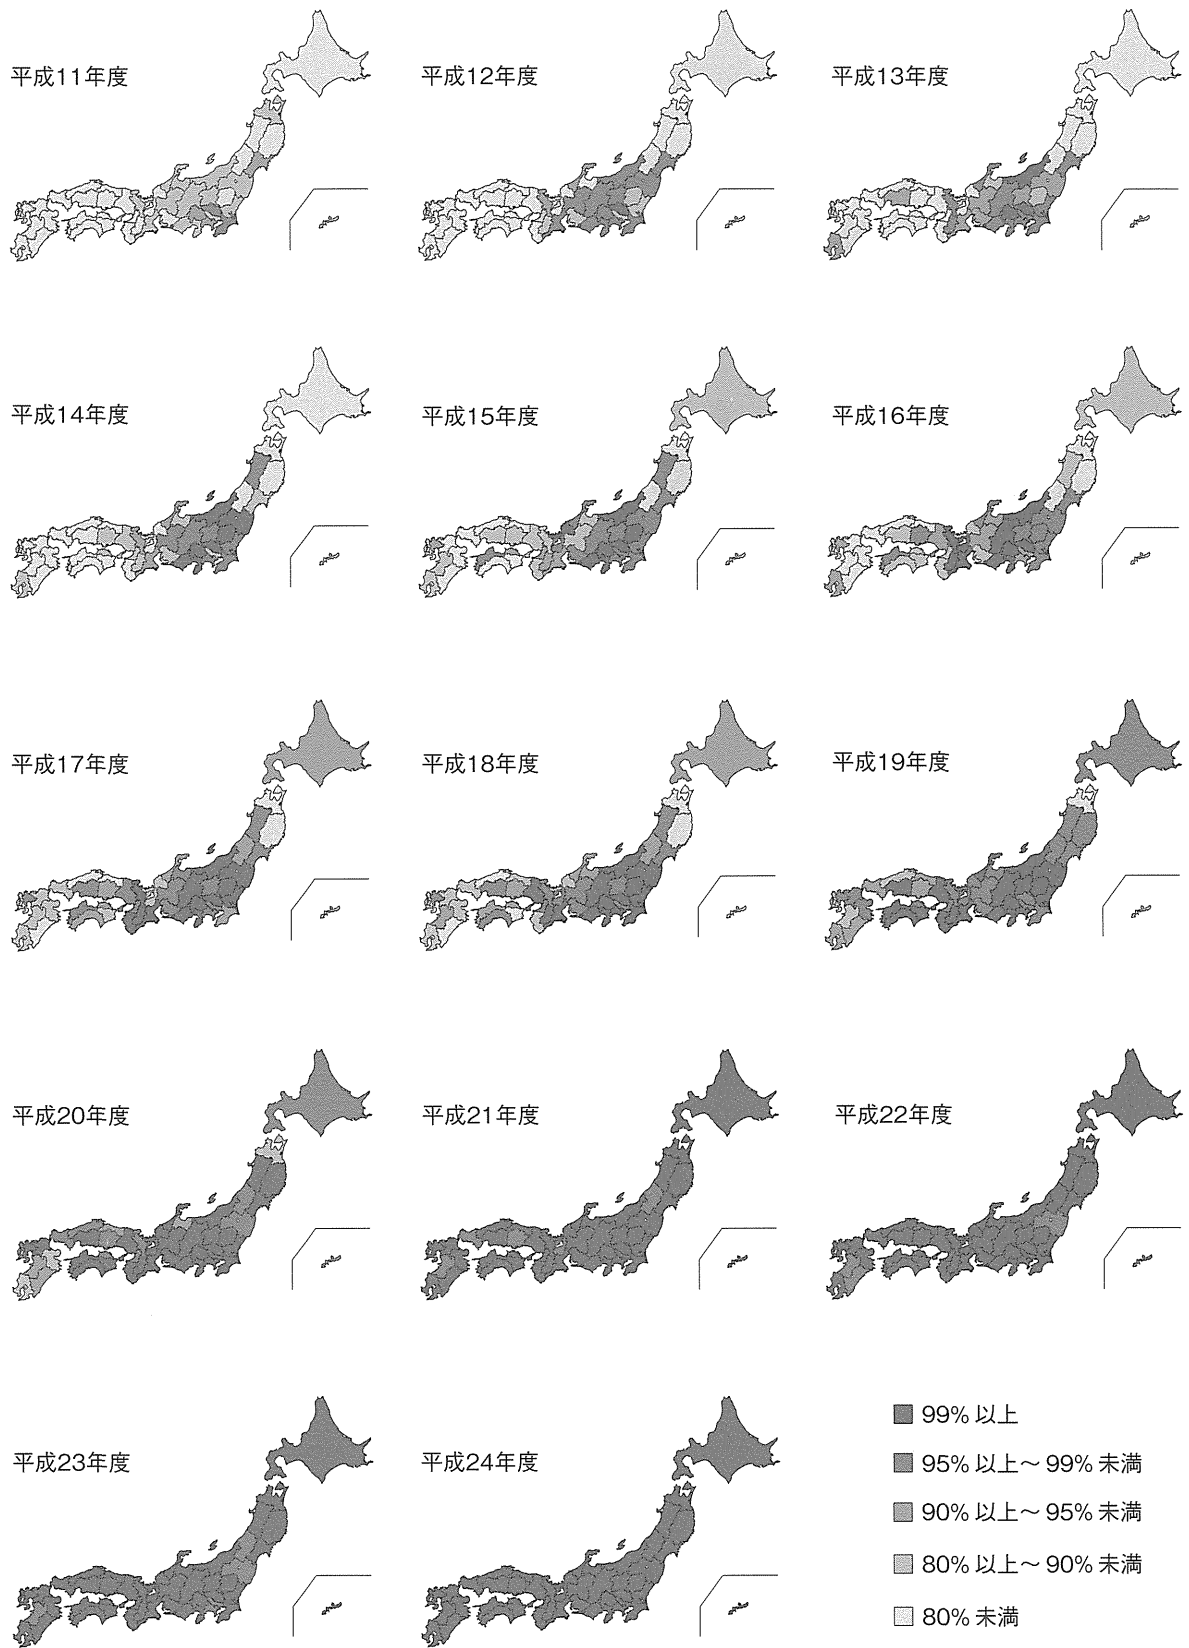 平成11年度
平成12年度
平成13年度
平成14年度
平成15年度
平成16年度
平成17年度
平成18年度
平成19年度
平成20年度
平成21年度
平成22年度
平成23年度
平成24年度
99% 以上
95% 以上～ 99% 未満
90% 以上～ 95% 未満
80% 以上～ 90% 未満
80% 未満